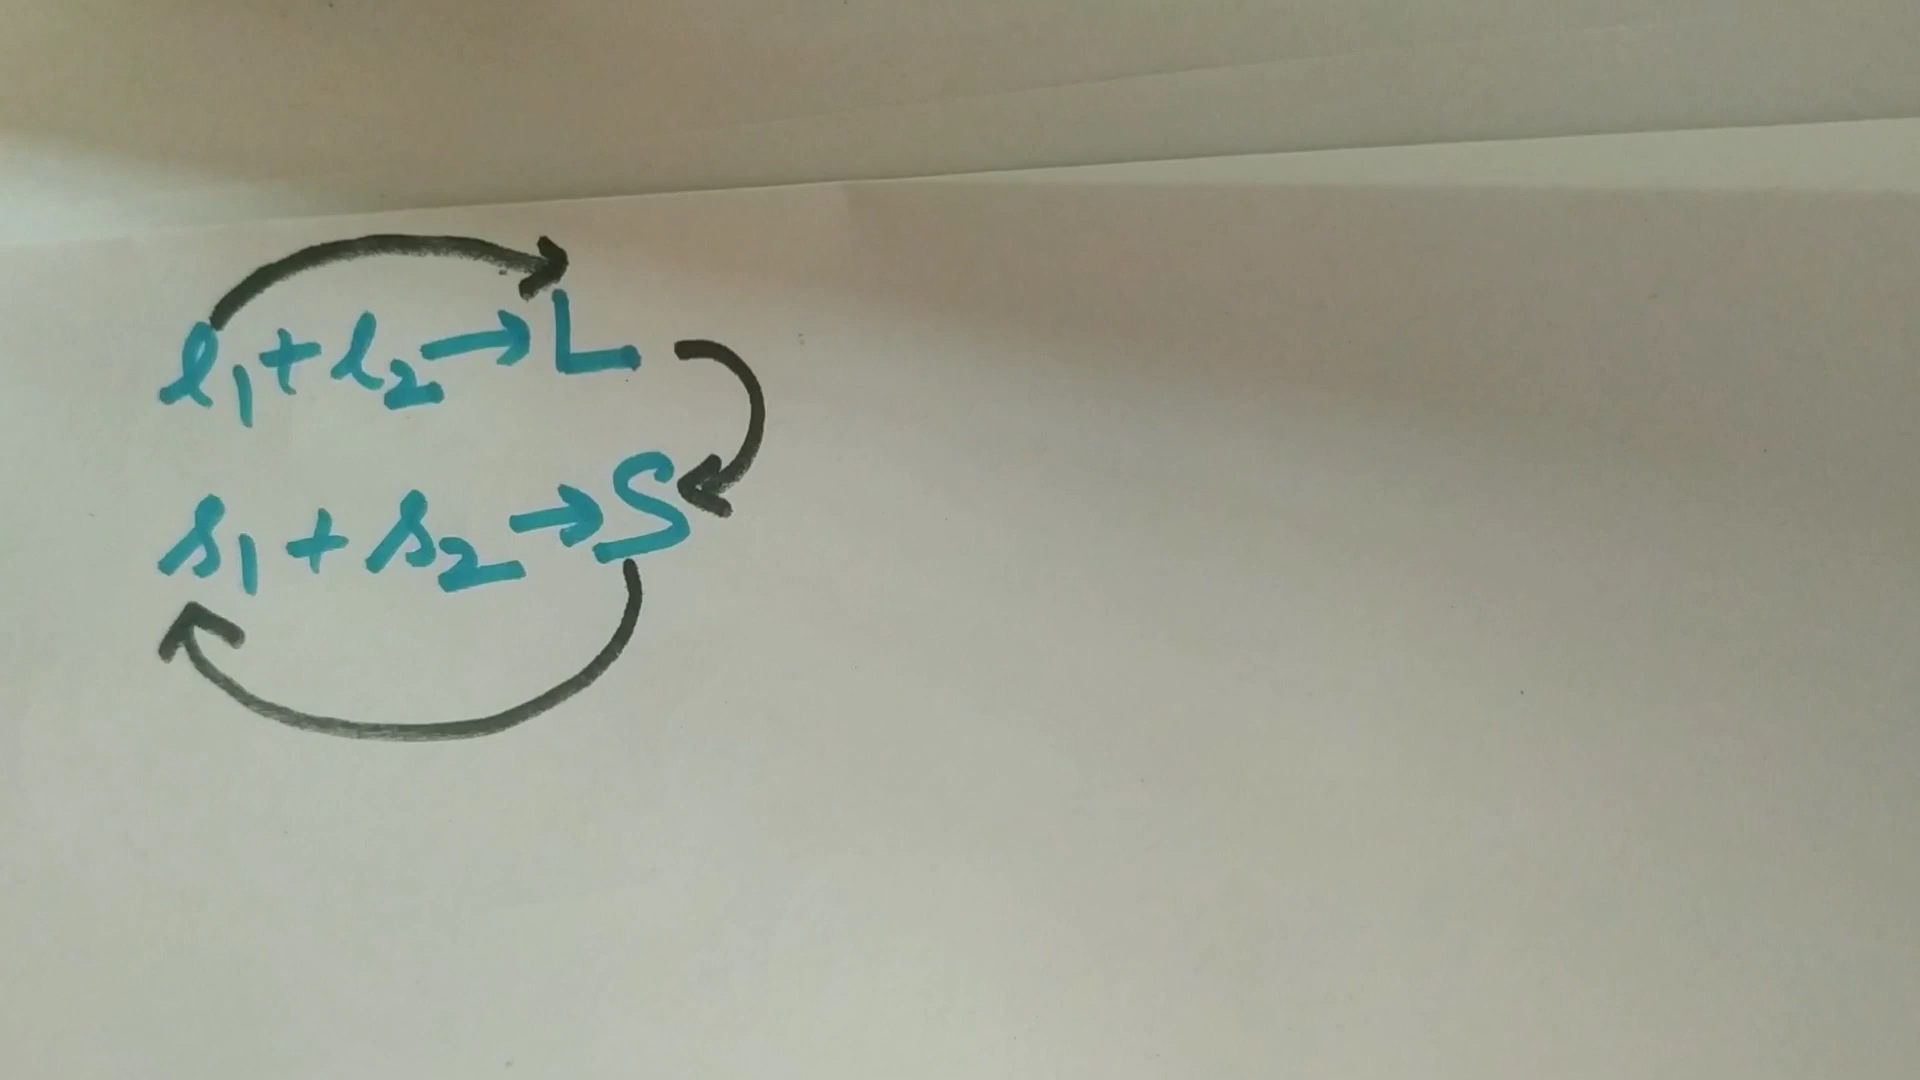 l₁ + l₂ → L
s₁ + s₂ → S